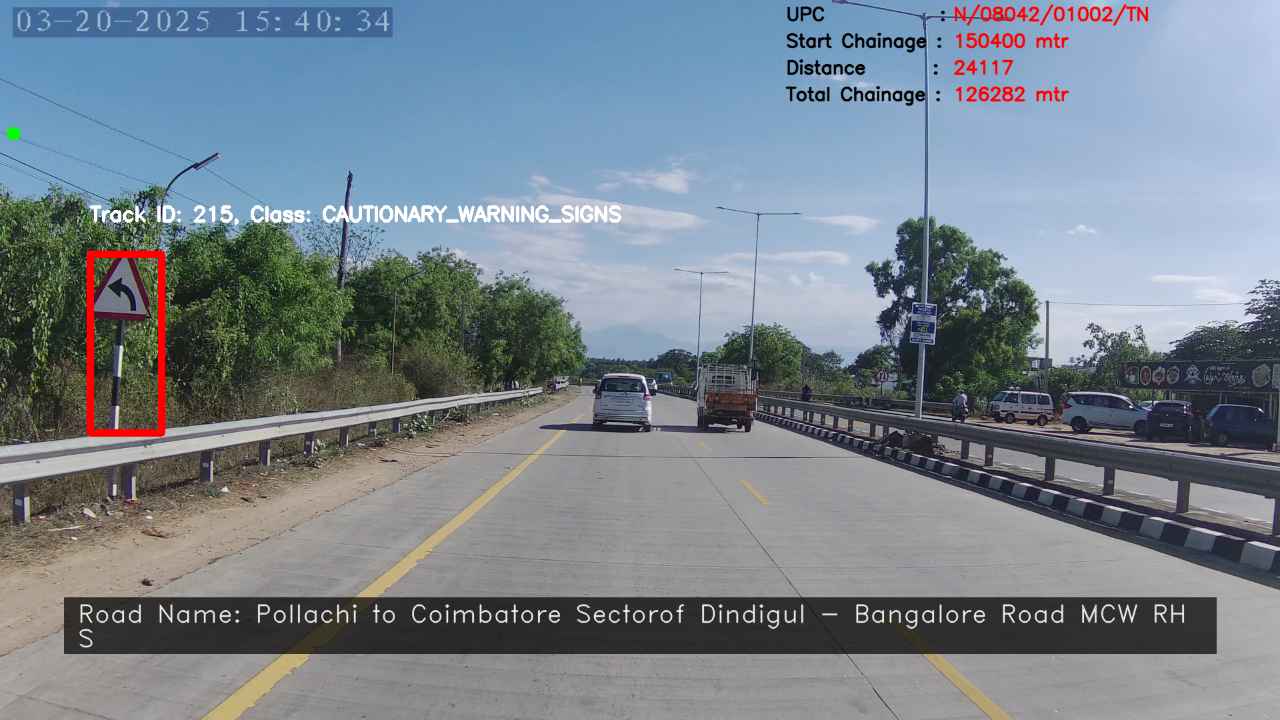 03-20-2025 15:40:34
UPC : N/08042/01002/TN
Start Chainage : 150400 mtr
Distance : 24117
Total Chainage : 126282 mtr
Track ID: 215, Class: CAUTIONARY_WARNING_SIGNS
Road Name: Pollachi to Coimbatore Sectorof Dindigul - Bangalore Road MCW RH
S